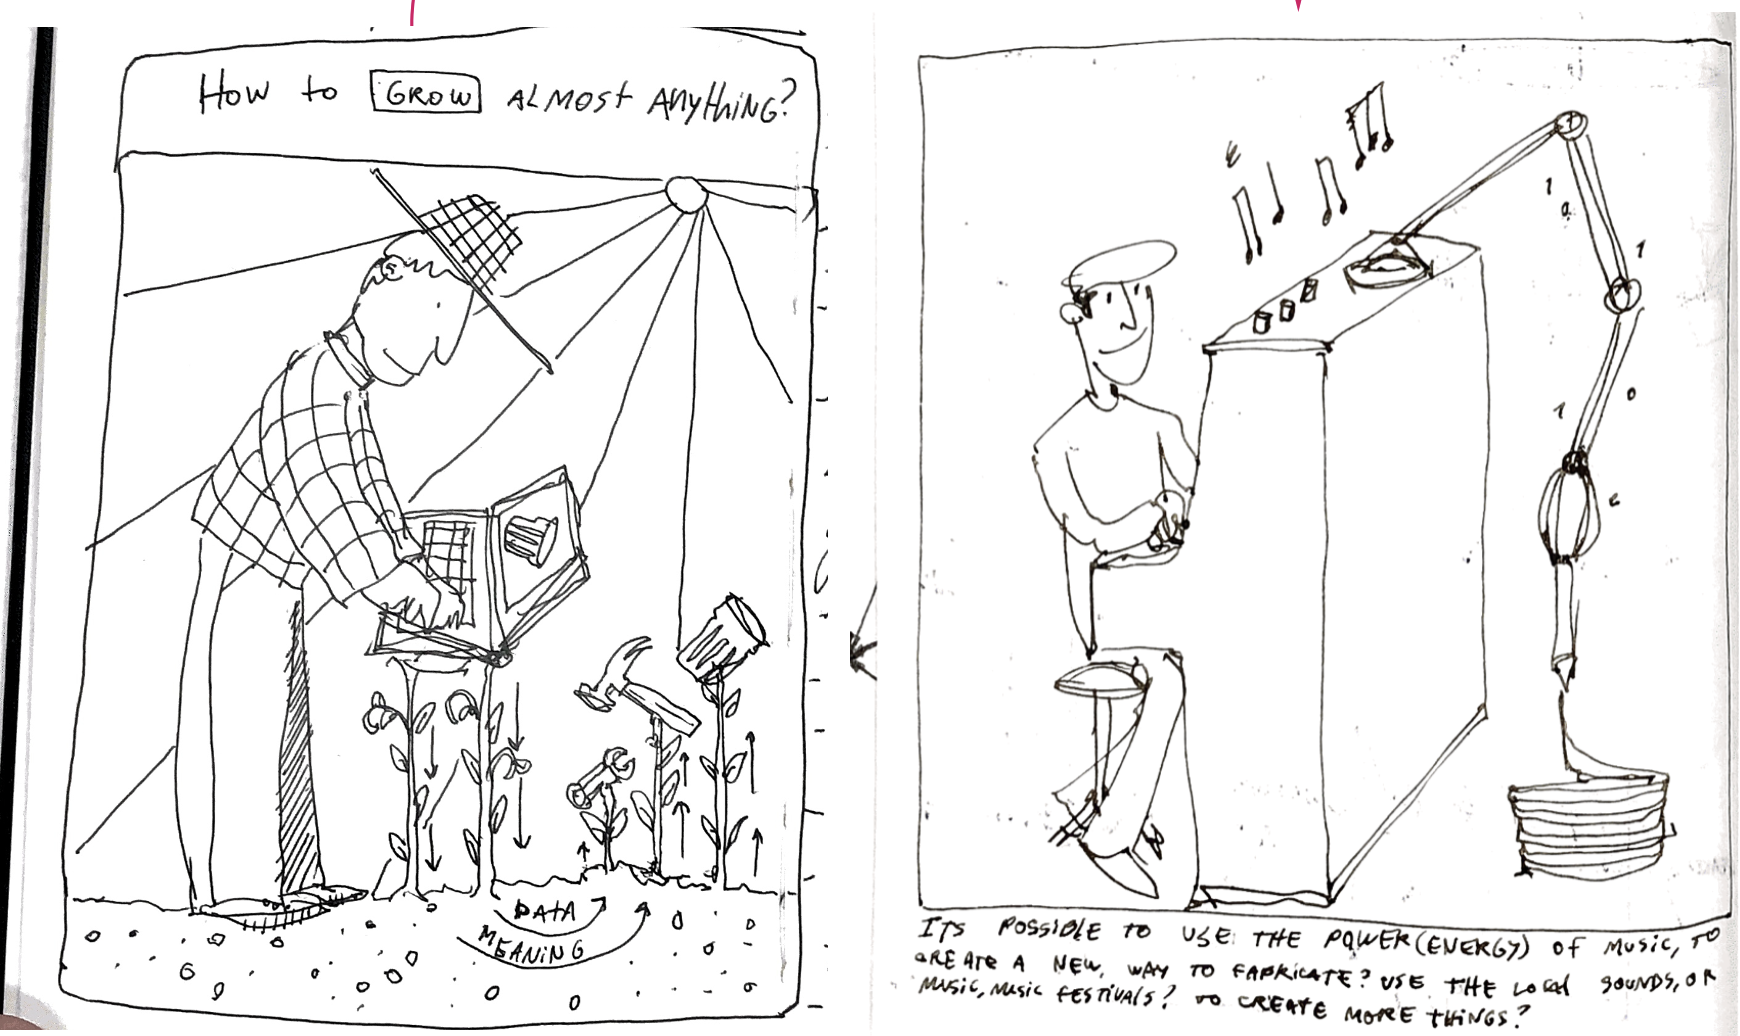 How to GROW ALMOST ANYTHING?
DATA
MEANING
1
0
1
1
0
ITS POSSIBLE TO USE THE POWER (ENERGY) OF MUSIC, TO
CREATE A NEW WAY TO FABRICATE? USE THE LOCAL SOUNDS, OR
MUSIC, MUSIC FESTIVALS? TO CREATE MORE THINGS?